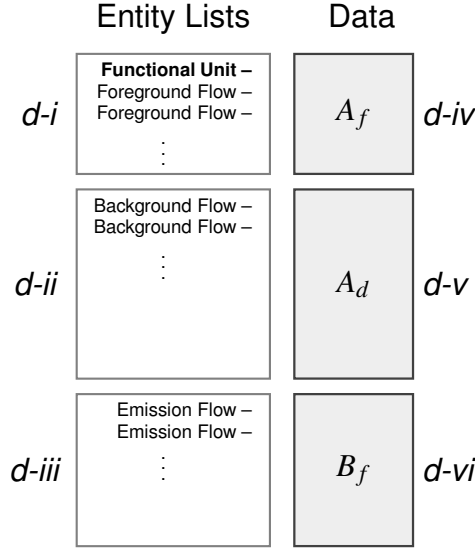 Entity Lists Data
d-i
Functional Unit –
Foreground Flow –
Foreground Flow –
⋮
A_f
d-iv
d-ii
Background Flow –
Background Flow –
⋮
A_d
d-v
d-iii
Emission Flow –
Emission Flow –
⋮
B_f
d-vi